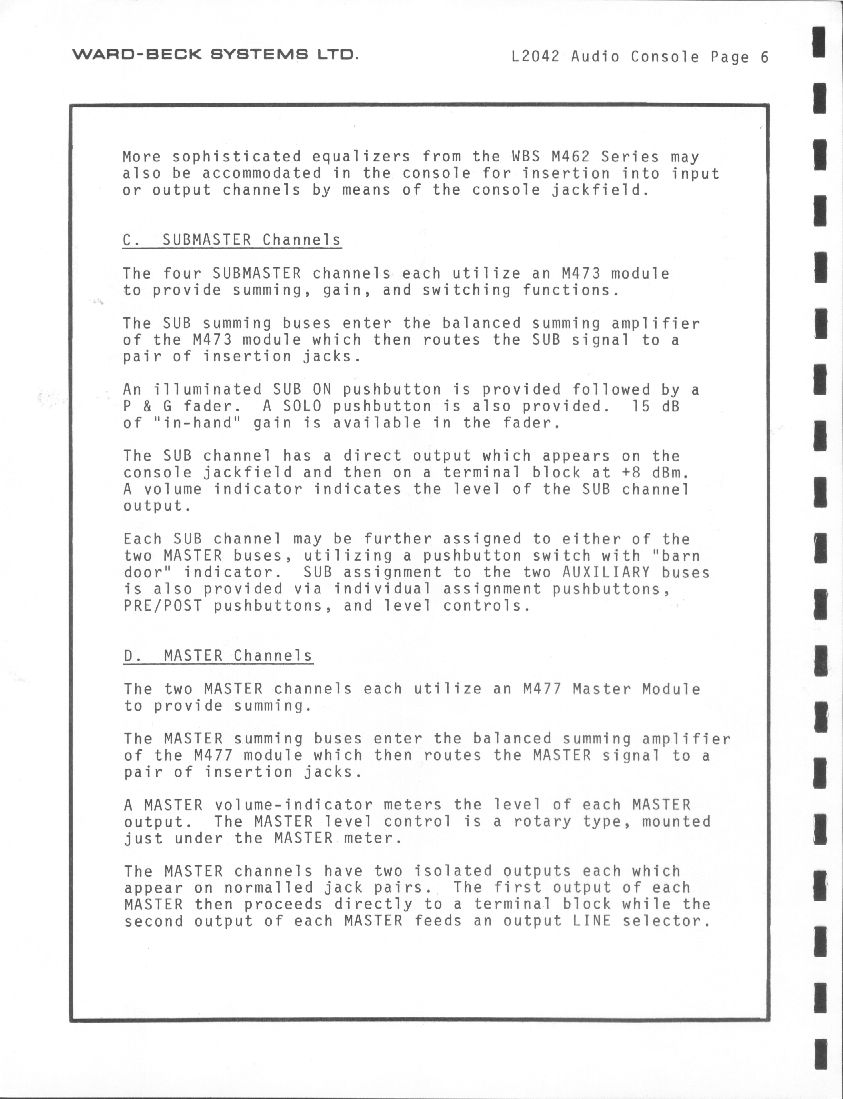 WARD-BECK SYSTEMS LTD.
L2042 Audio Console Page 6
More sophisticated equalizers from the WBS M462 Series may
also be accommodated in the console for insertion into input
or output channels by means of the console jackfield.
C. SUBMASTER Channels
The four SUBMASTER channels each utilize an M473 module
to provide summing, gain, and switching functions.
The SUB summing buses enter the balanced summing amplifier
of the M473 module which then routes the SUB signal to a
pair of insertion jacks.
An illuminated SUB ON pushbutton is provided followed by a
P & G fader. A SOLO pushbutton is also provided. 15 dB
of "in-hand" gain is available in the fader.
The SUB channel has a direct output which appears on the
console jackfield and then on a terminal block at +8 dBm.
A volume indicator indicates the level of the SUB channel
output.
Each SUB channel may be further assigned to either of the
two MASTER buses, utilizing a pushbutton switch with "barn
door" indicator. SUB assignment to the two AUXILIARY buses
is also provided via individual assignment pushbuttons,
PRE/POST pushbuttons, and level controls.
D. MASTER Channels
The two MASTER channels each utilize an M477 Master Module
to provide summing.
The MASTER summing buses enter the balanced summing amplifier
of the M477 module which then routes the MASTER signal to a
pair of insertion jacks.
A MASTER volume-indicator meters the level of each MASTER
output. The MASTER level control is a rotary type, mounted
just under the MASTER meter.
The MASTER channels have two isolated outputs each which
appear on normalled jack pairs. The first output of each
MASTER then proceeds directly to a terminal block while the
second output of each MASTER feeds an output LINE selector.